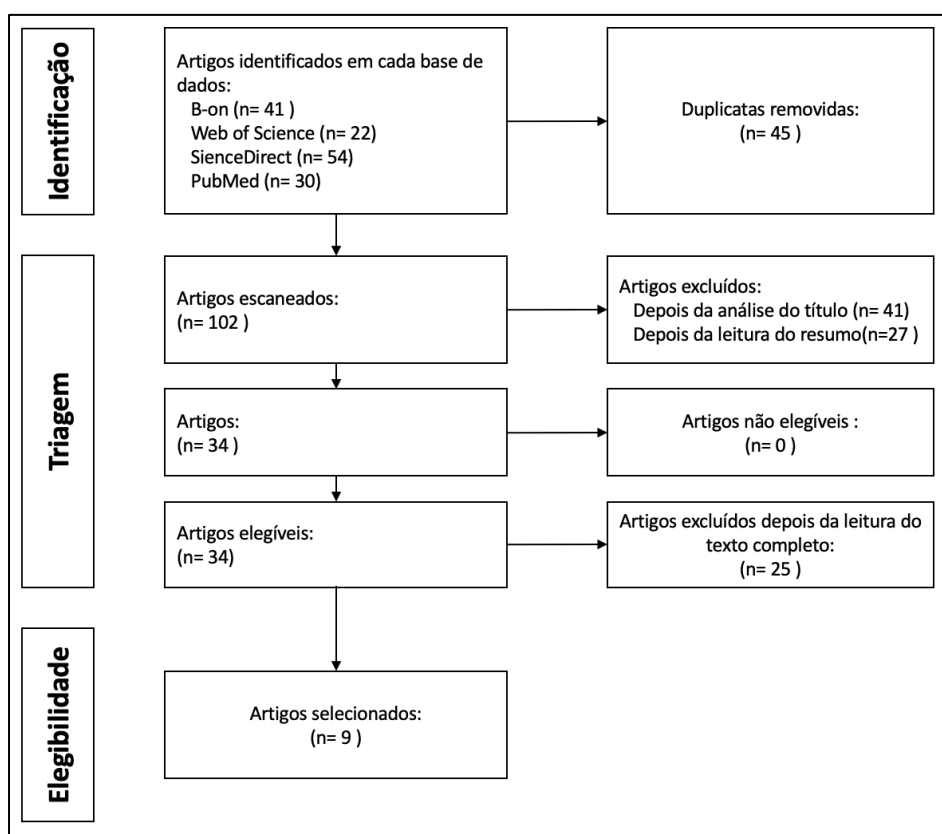 Identificação
Artigos identificados em cada base de
dados:
B-on (n= 41 )
Web of Science (n= 22)
SienceDirect (n= 54)
PubMed (n= 30)
Duplicatas removidas:
(n= 45 )
Triagem
Artigos escaneados:
(n= 102 )
Artigos excluídos:
Depois da análise do título (n= 41)
Depois da leitura do resumo(n=27 )
Artigos:
(n= 34 )
Artigos não elegíveis :
(n= 0 )
Artigos elegíveis:
(n= 34)
Artigos excluídos depois da leitura do
texto completo:
(n= 25 )
Elegibilidade
Artigos selecionados:
(n= 9 )